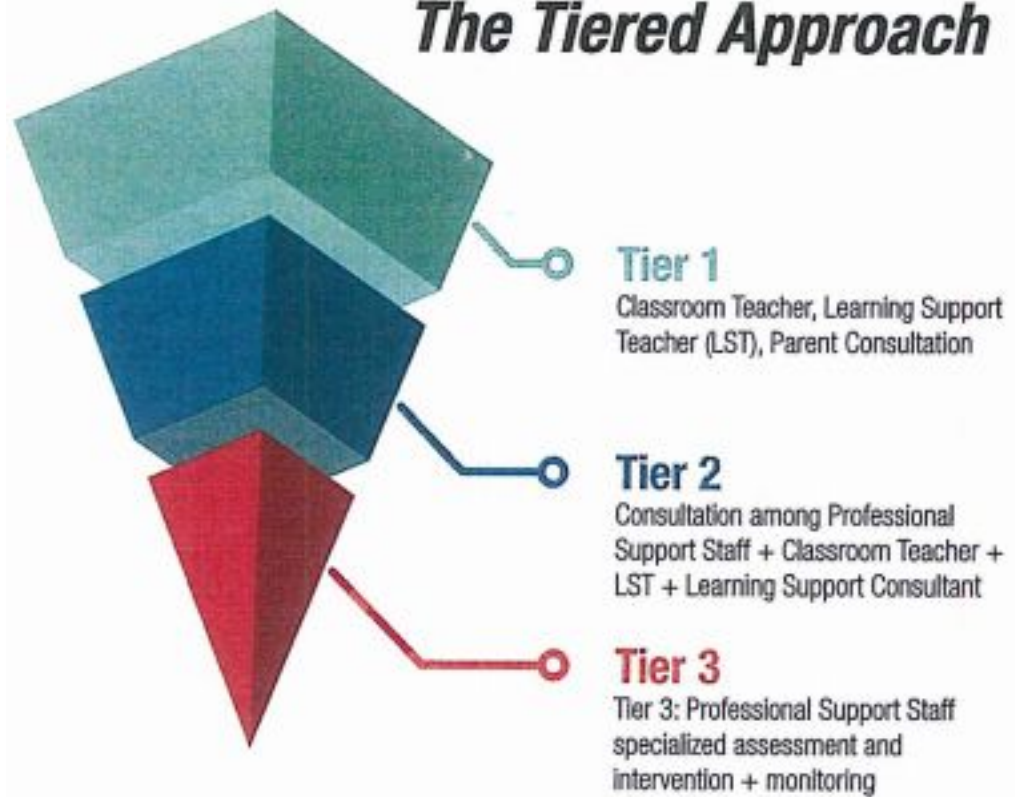 The Tiered Approach
Tier 1
Classroom Teacher, Learning Support
Teacher (LST), Parent Consultation
Tier 2
Consultation among Professional
Support Staff + Classroom Teacher +
LST + Learning Support Consultant
Tier 3
Tier 3: Professional Support Staff
specialized assessment and
intervention + monitoring